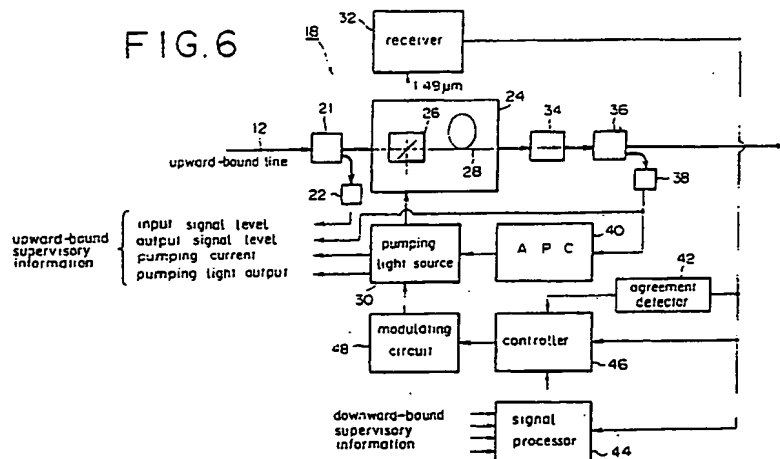 FIG.6
18
32
receiver
1.49μm
24
21
26
34
36
12
upward-bound line
28
22
38
upward-bound supervisory information
input signal level
output signal level
pumping current
pumping light output
pumping light source
30
A P C
40
42
agreement detector
48
modulating circuit
controller
46
downward-bound supervisory information
signal processor
44